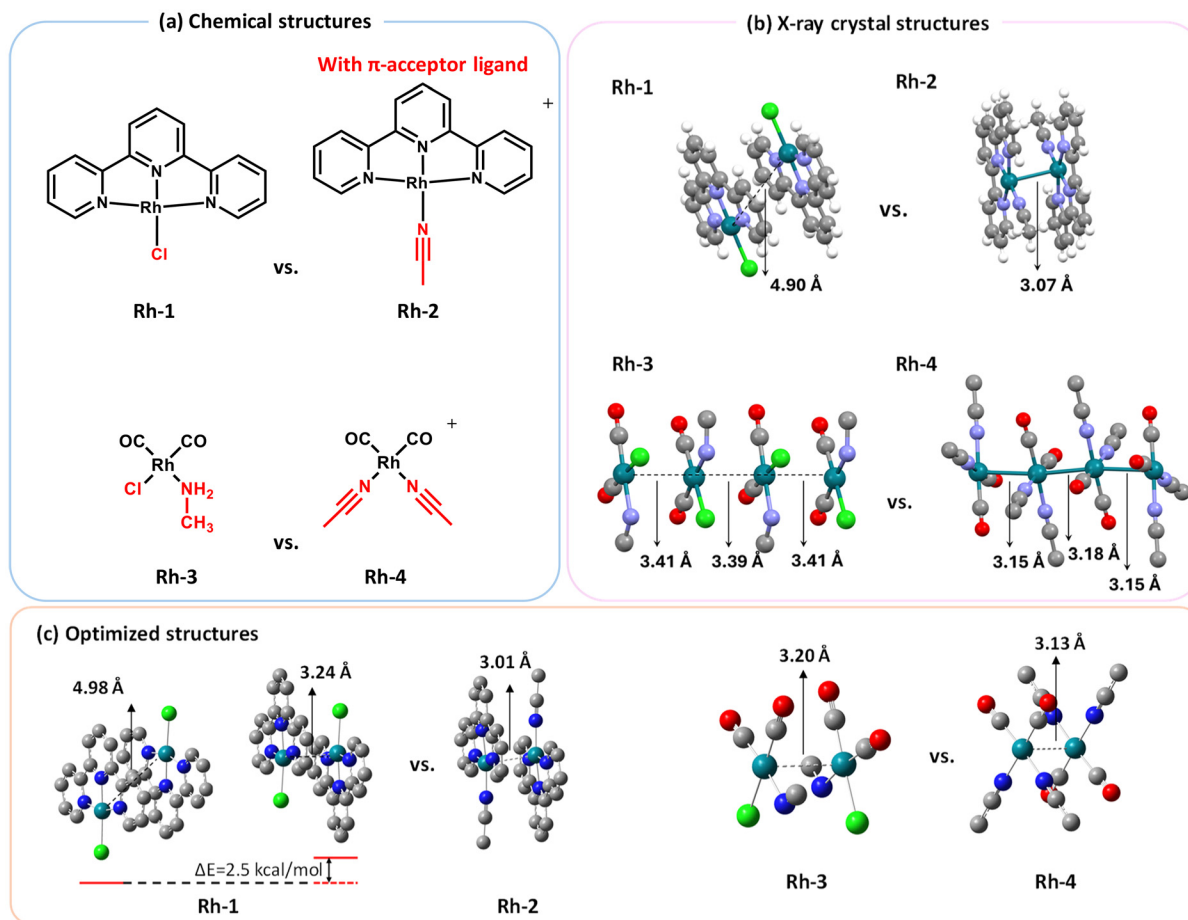 (a) Chemical structures
With π-acceptor ligand
+
N
N
N
Rh
Cl
N
N
N
Rh
N
vs.
Rh-1
Rh-2
OC
CO
Rh
Cl
NH2
CH3
OC
CO
+
Rh
N
N
vs.
Rh-3
Rh-4
(b) X-ray crystal structures
Rh-1
Rh-2
vs.
4.90 Å
3.07 Å
Rh-3
Rh-4
vs.
3.41 Å
3.39 Å
3.41 Å
3.15 Å
3.18 Å
3.15 Å
(c) Optimized structures
4.98 Å
3.24 Å
3.01 Å
3.20 Å
3.13 Å
vs.
vs.
ΔE=2.5 kcal/mol
Rh-1
Rh-2
Rh-3
Rh-4